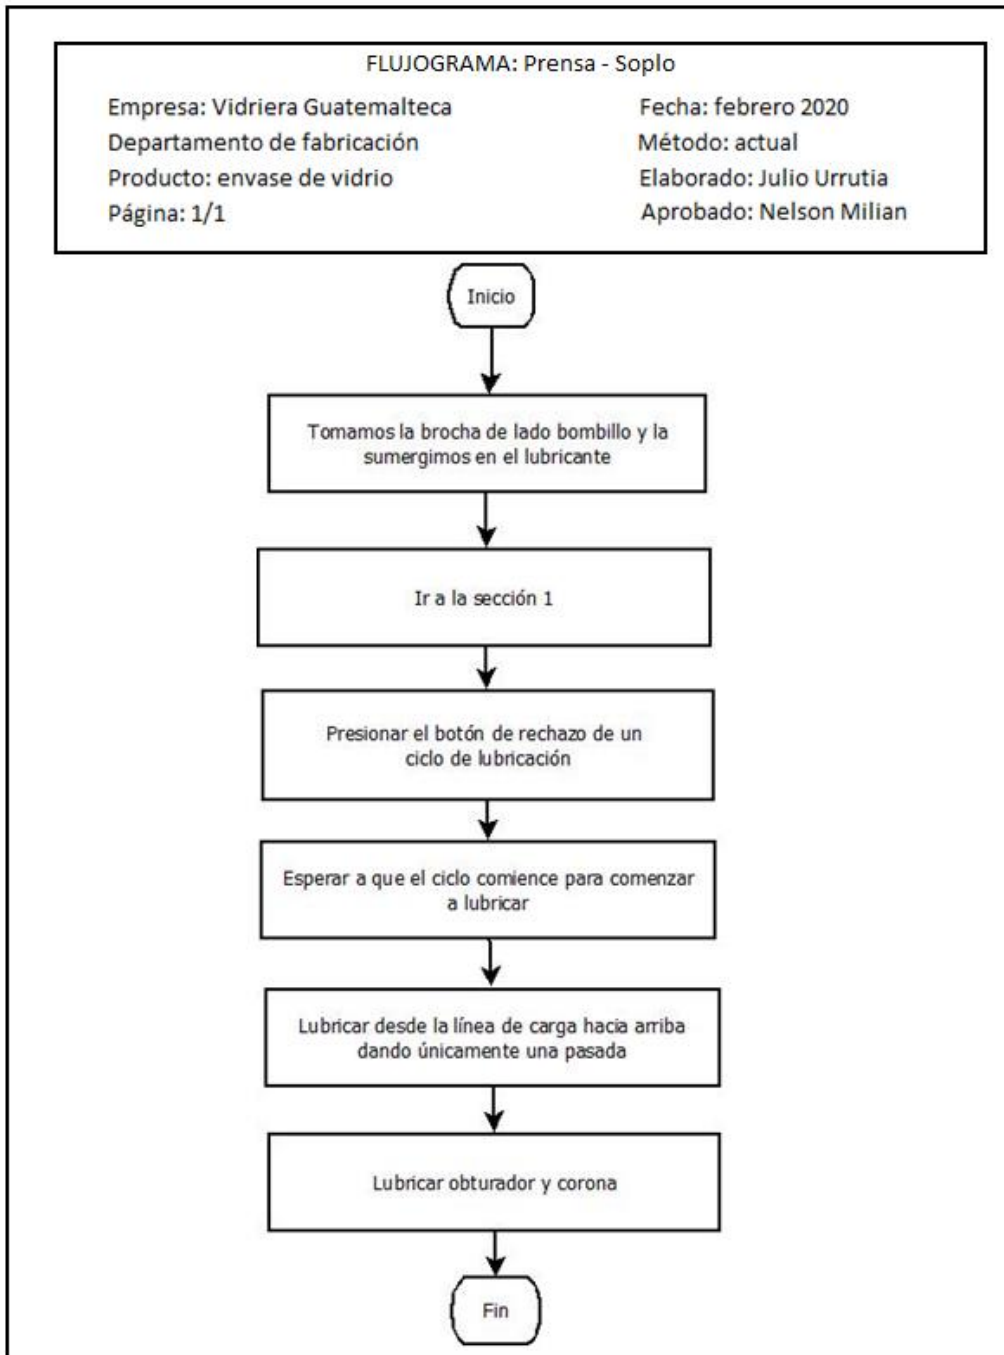 FLUJOGRAMA: Prensa - Soplo
Empresa: Vidriera Guatemalteca
Fecha: febrero 2020
Departamento de fabricación
Método: actual
Producto: envase de vidrio
Elaborado: Julio Urrutia
Página: 1/1
Aprobado: Nelson Milian
Inicio
Tomamos la brocha de lado bombillo y la
sumergimos en el lubricante
Ir a la sección 1
Presionar el botón de rechazo de un
ciclo de lubricación
Esperar a que el ciclo comience para comenzar
a lubricar
Lubricar desde la línea de carga hacia arriba
dando únicamente una pasada
Lubricar obturador y corona
Fin